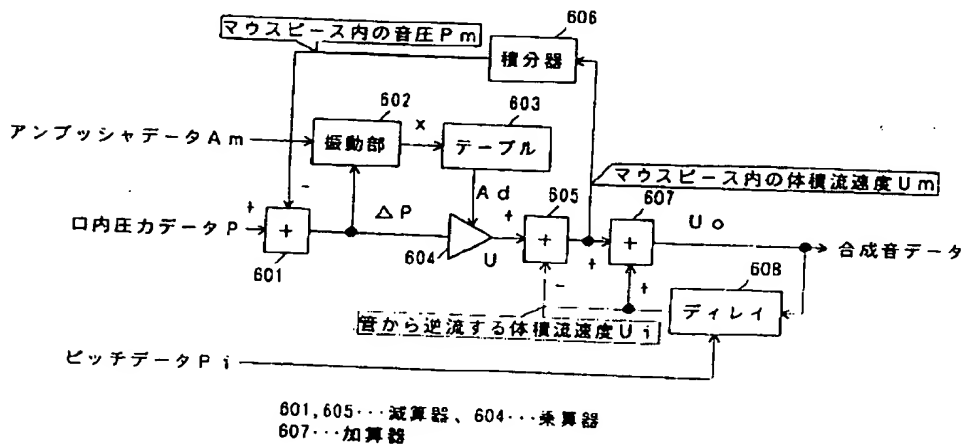 606
マウスピース内の音圧Pm
積分器
602
603
x
アンブッシャデータAm
振動部
テーブル
マウスピース内の体積流速度Um
Ad
605
607
-
+
+
Uo
口内圧力データP
+
ΔP
+
+
合成音データ
601
604
U
+
608
-
+
ディレイ
管から逆流する体積流速度Ui
ピッチデータPi
601,605・・・減算器、604・・・乗算器
607・・・加算器